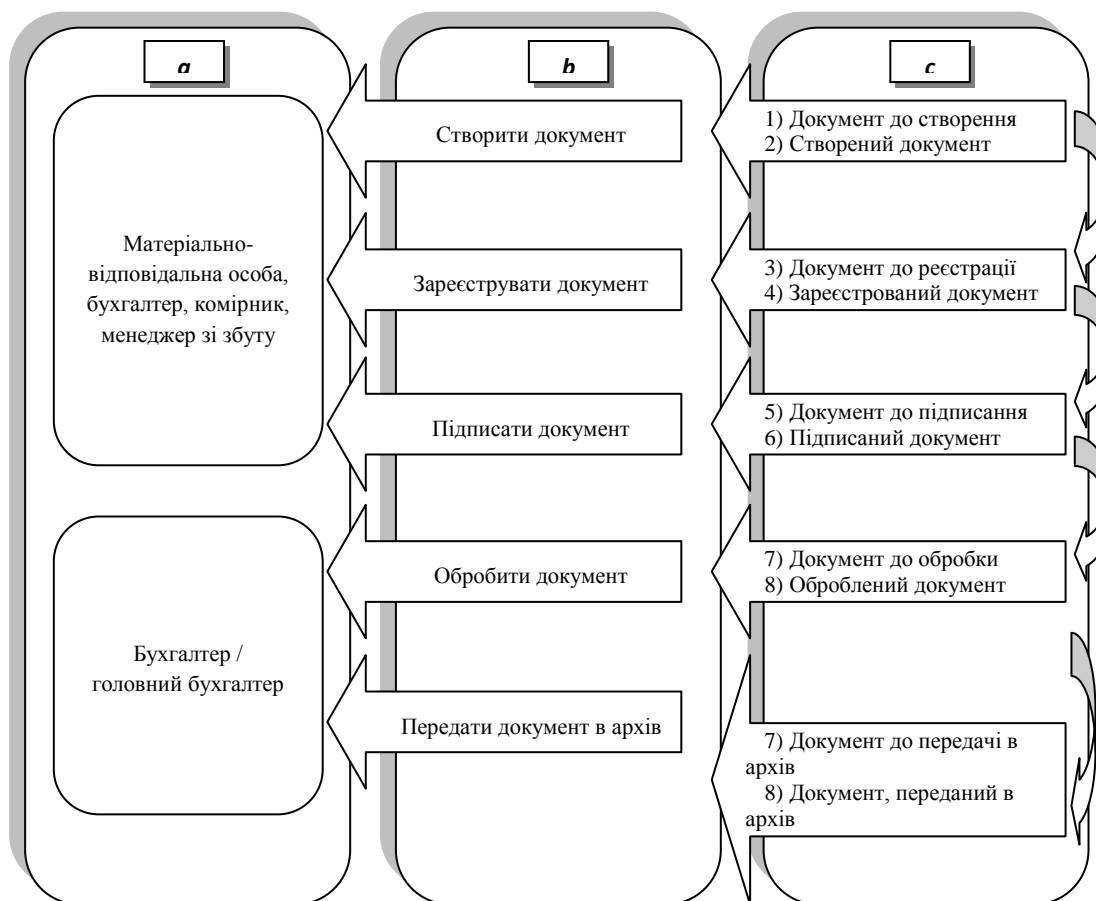 a
b
c
Матеріально-
відповідальна особа,
бухгалтер, комірник,
менеджер зі збуту
Бухгалтер /
головний бухгалтер
Створити документ
Зареєструвати документ
Підписати документ
Обробити документ
Передати документ в архів
1) Документ до створення
2) Створений документ
3) Документ до реєстрації
4) Зареєстрований документ
5) Документ до підписання
6) Підписаний документ
7) Документ до обробки
8) Оброблений документ
7) Документ до передачі в
архів
8) Документ, переданий в
архів